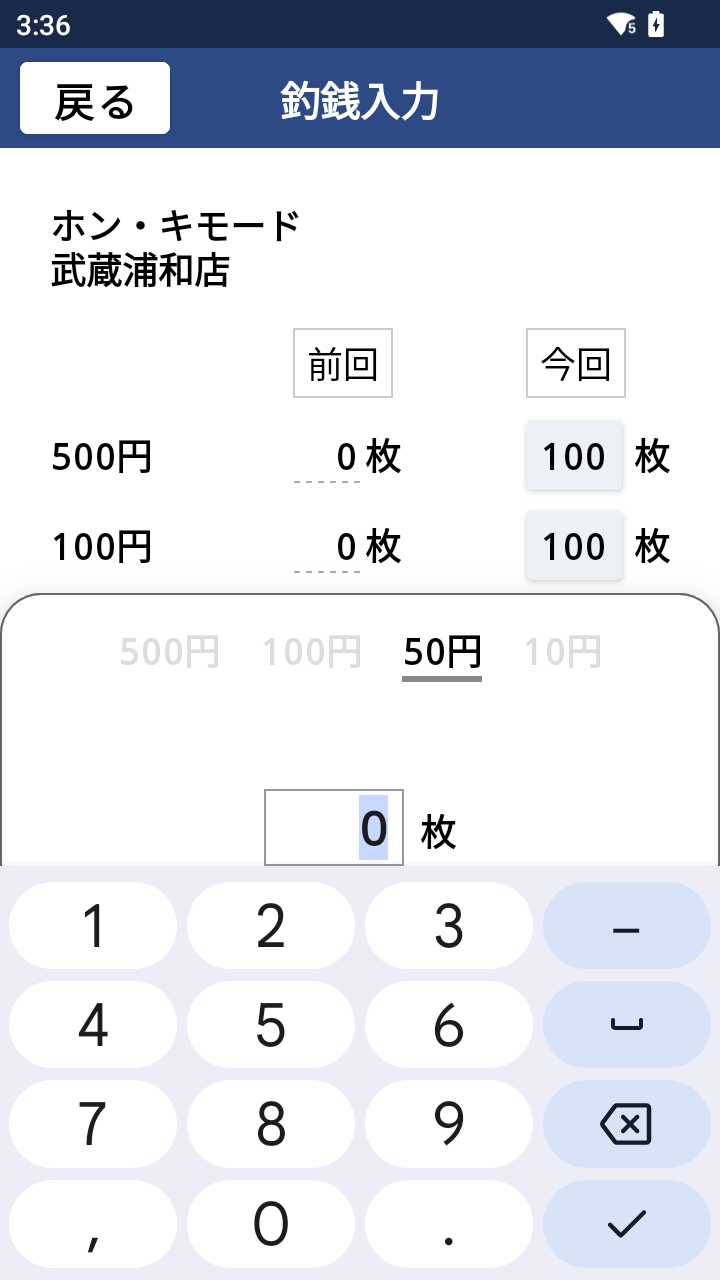 3:36
5
戻る
釣銭入力
ホン・キモード
武蔵浦和店
前回 今回
500円 0 枚 100 枚
100円 0 枚 100 枚
500円 100円 50円 10円
0 枚
1 2 3 –
4 5 6
7 8 9
, 0 .